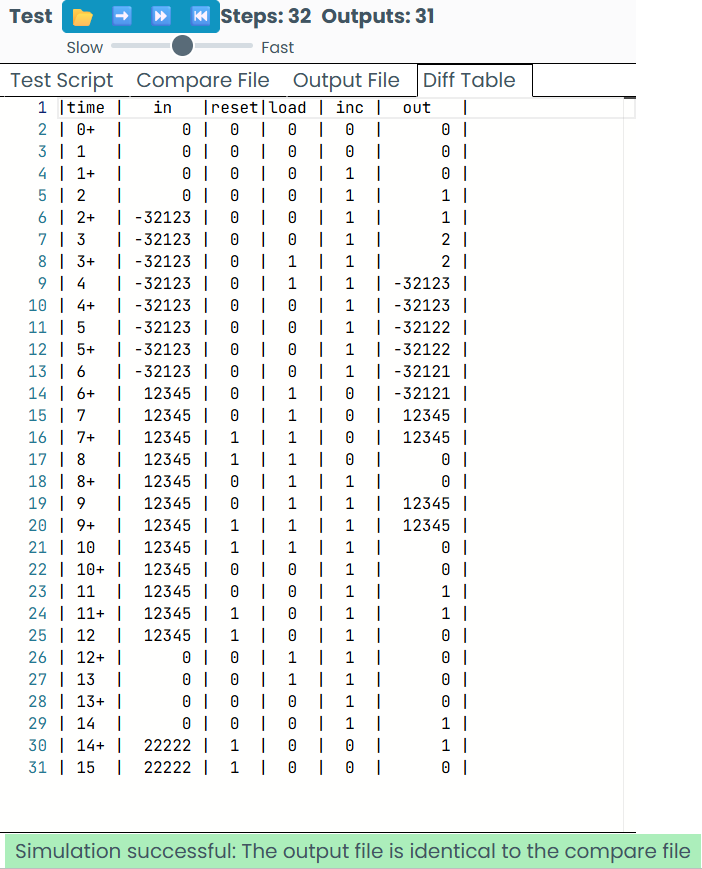 Test Steps: 32 Outputs: 31
Slow Fast
Test Script Compare File Output File Diff Table
1 |time | in |reset|load | inc | out |
2 | 0+ | 0 | 0 | 0 | 0 | 0 |
3 | 1 | 0 | 0 | 0 | 0 | 0 |
4 | 1+ | 0 | 0 | 0 | 1 | 0 |
5 | 2 | 0 | 0 | 0 | 1 | 1 |
6 | 2+ | -32123 | 0 | 0 | 1 | 1 |
7 | 3 | -32123 | 0 | 0 | 1 | 2 |
8 | 3+ | -32123 | 0 | 1 | 1 | 2 |
9 | 4 | -32123 | 0 | 1 | 1 | -32123 |
10 | 4+ | -32123 | 0 | 0 | 1 | -32123 |
11 | 5 | -32123 | 0 | 0 | 1 | -32122 |
12 | 5+ | -32123 | 0 | 0 | 1 | -32122 |
13 | 6 | -32123 | 0 | 0 | 1 | -32121 |
14 | 6+ | 12345 | 0 | 1 | 0 | -32121 |
15 | 7 | 12345 | 0 | 1 | 0 | 12345 |
16 | 7+ | 12345 | 1 | 1 | 0 | 12345 |
17 | 8 | 12345 | 1 | 1 | 0 | 0 |
18 | 8+ | 12345 | 0 | 1 | 1 | 0 |
19 | 9 | 12345 | 0 | 1 | 1 | 12345 |
20 | 9+ | 12345 | 1 | 1 | 1 | 12345 |
21 | 10 | 12345 | 1 | 1 | 1 | 0 |
22 | 10+ | 12345 | 0 | 0 | 1 | 0 |
23 | 11 | 12345 | 0 | 0 | 1 | 1 |
24 | 11+ | 12345 | 1 | 0 | 1 | 1 |
25 | 12 | 12345 | 1 | 0 | 1 | 0 |
26 | 12+ | 0 | 0 | 1 | 1 | 0 |
27 | 13 | 0 | 0 | 1 | 1 | 0 |
28 | 13+ | 0 | 0 | 0 | 1 | 0 |
29 | 14 | 0 | 0 | 0 | 1 | 1 |
30 | 14+ | 22222 | 1 | 0 | 0 | 1 |
31 | 15 | 22222 | 1 | 0 | 0 | 0 |
Simulation successful: The output file is identical to the compare file